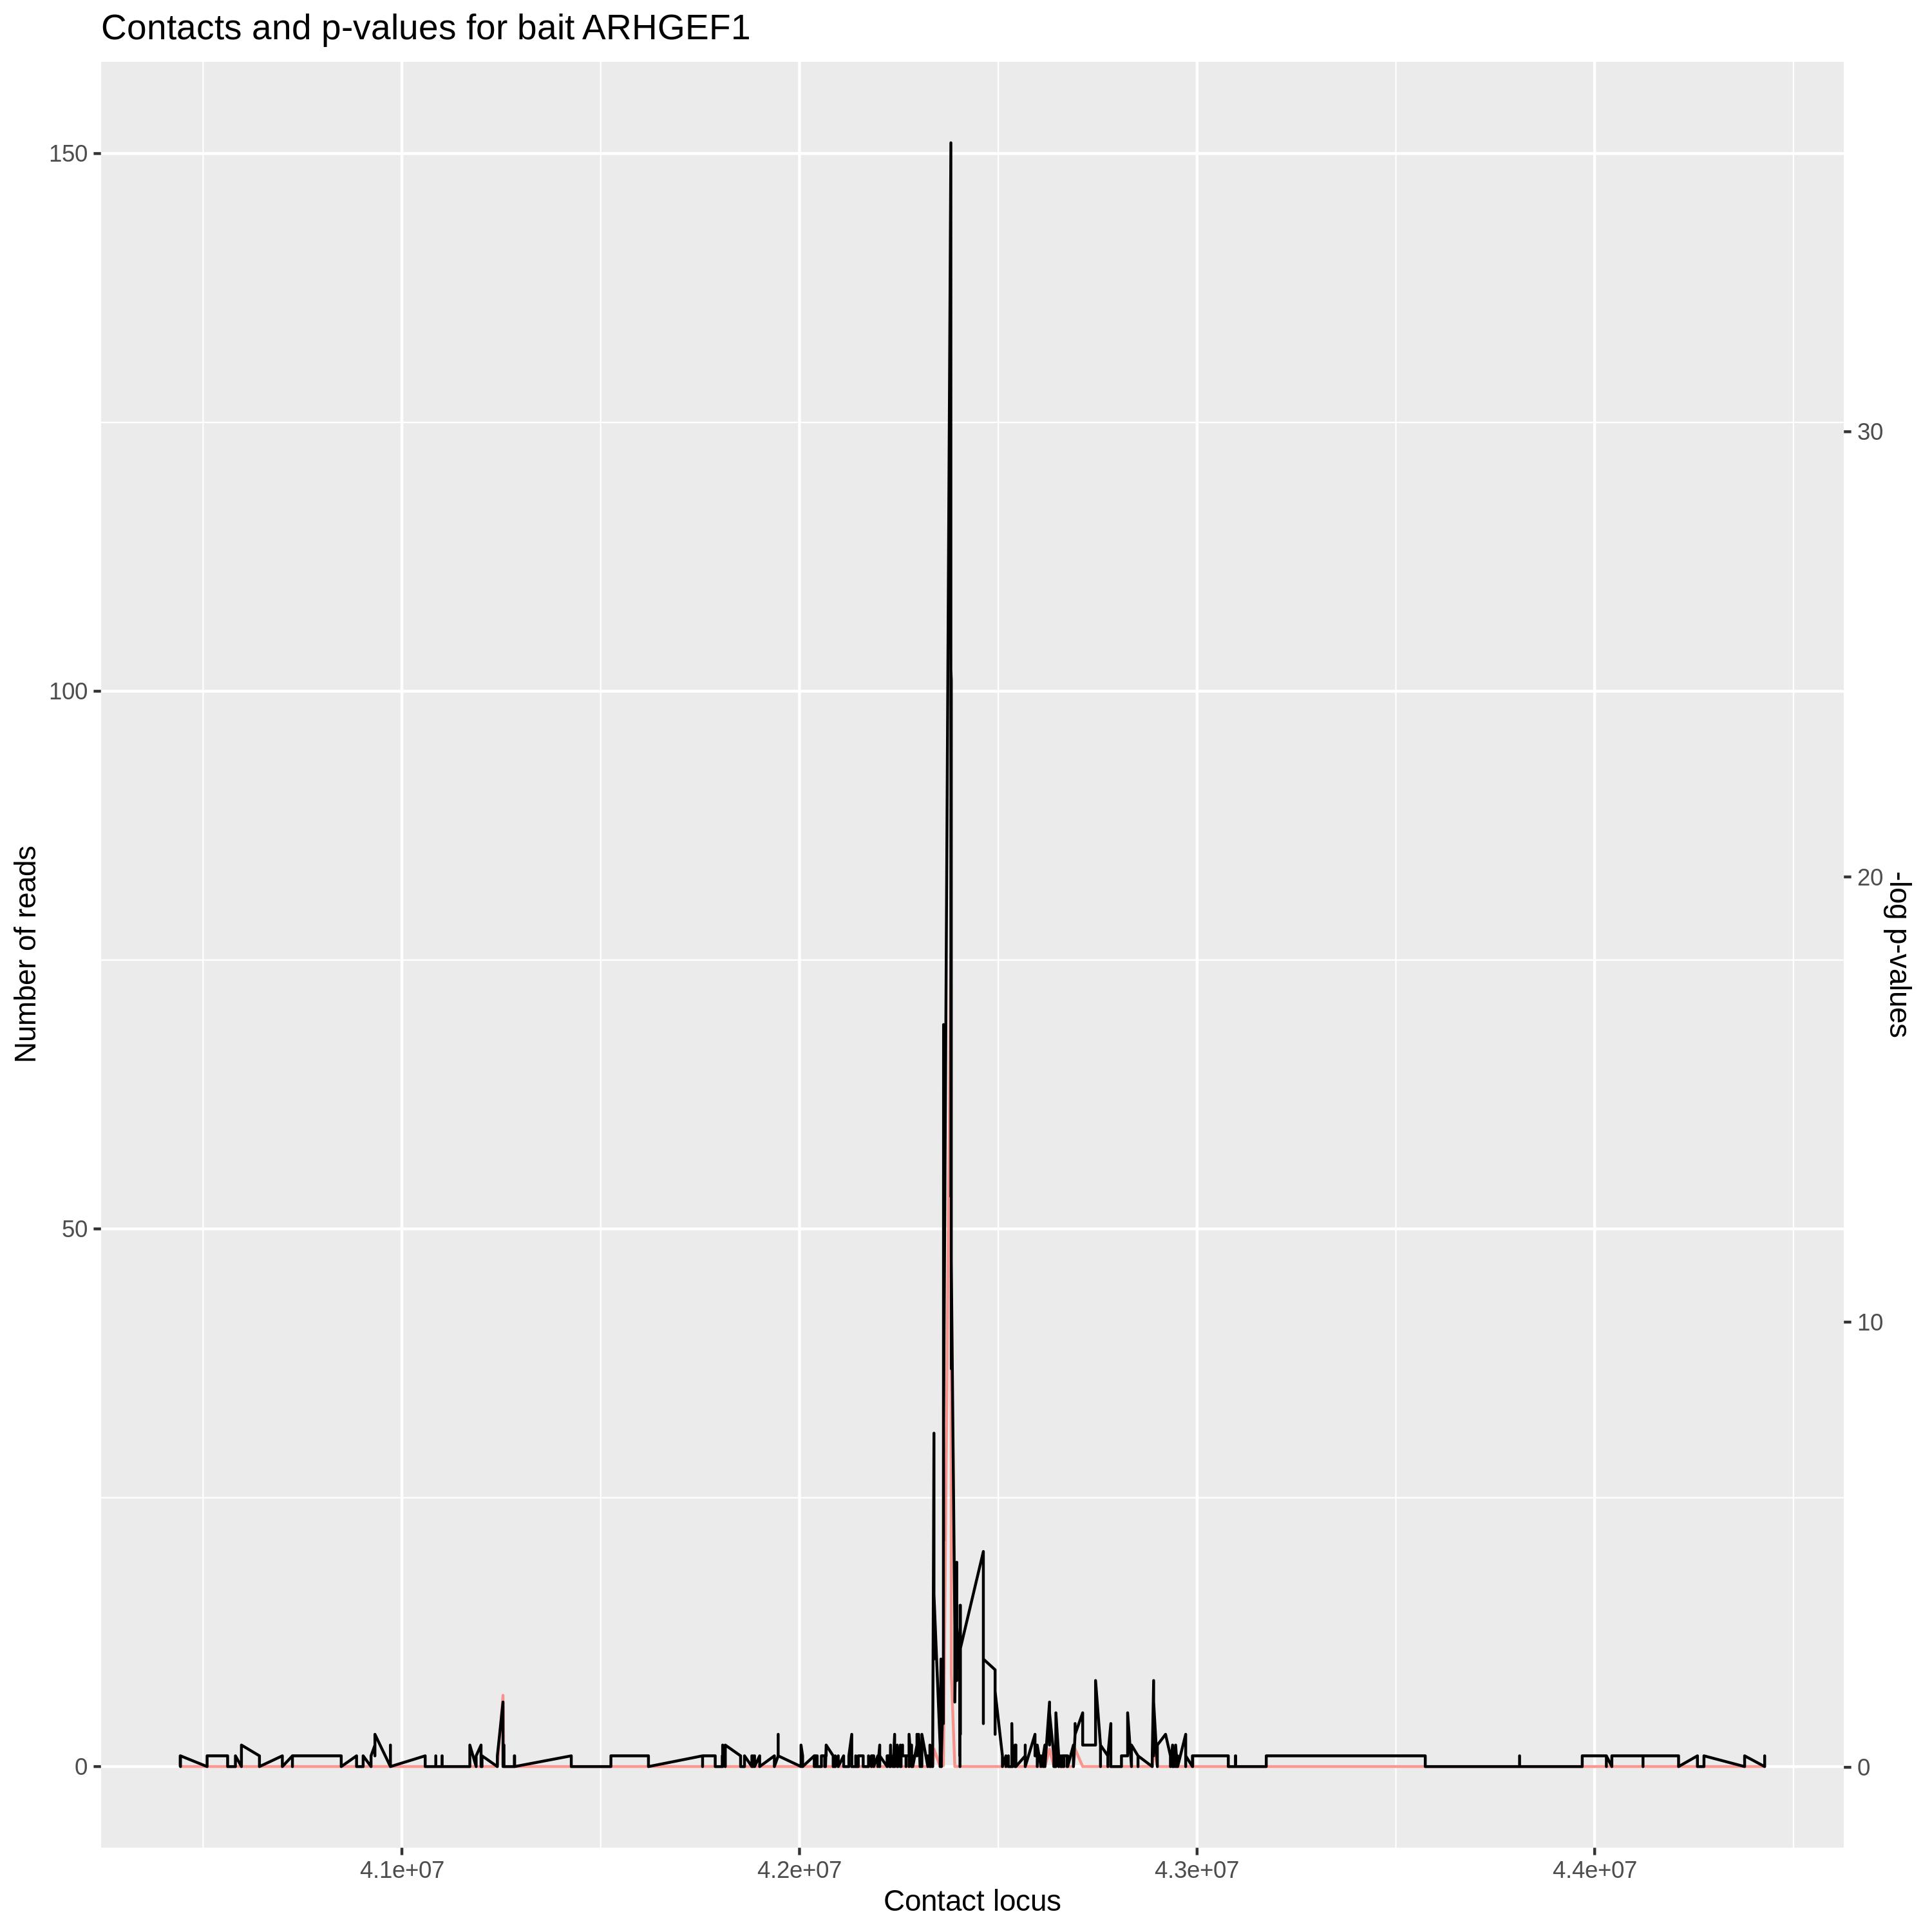 Contacts and p-values for bait ARHGEF1
150
100
50
0
30
20
10
0
Number of reads
-log p-values
4.1e+07
4.2e+07
4.3e+07
4.4e+07
Contact locus